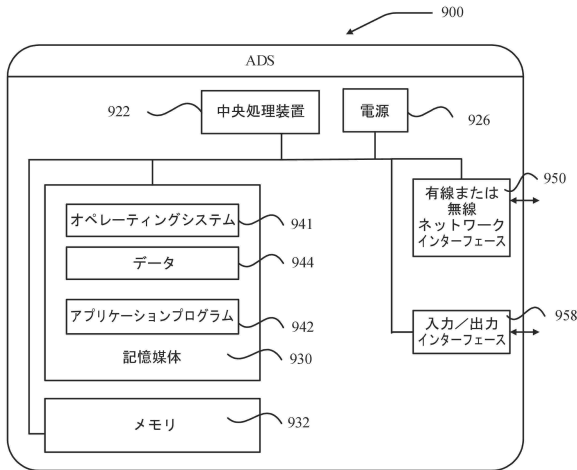 900
ADS
922
中央処理装置
電源
926
950
有線または
無線
ネットワーク
インターフェース
オペレーティングシステム
941
データ
944
アプリケーションプログラム
942
記憶媒体
930
958
入力／出力
インターフェース
メモリ
932